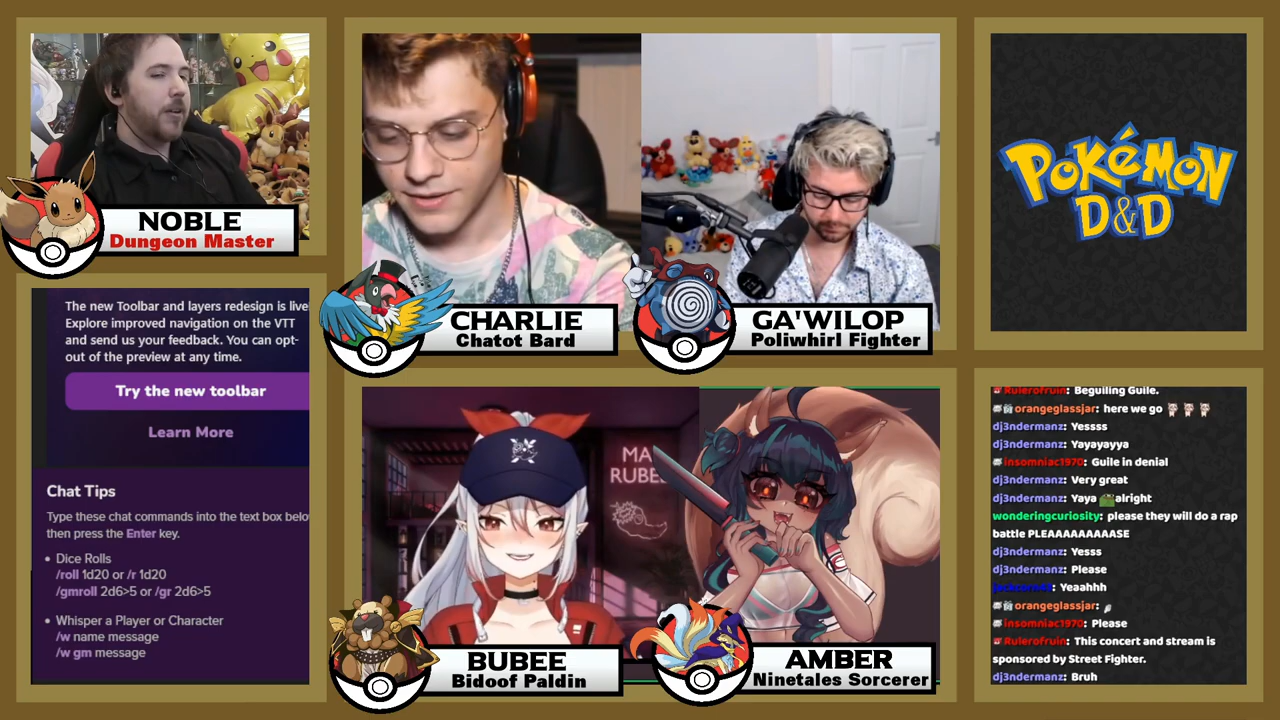 NOBLE
Dungeon Master
The new Toolbar and layers redesign is live
Explore improved navigation on the VTT
and send us your feedback. You can opt-
out of the preview at any time.
Try the new toolbar
Learn More
Chat Tips
Type these chat commands into the text box belo
then press the Enter key.
• Dice Rolls
/roll 1d20 or /r 1d20
/gmroll 2d6>5 or /gr 2d6>5
• Whisper a Player or Character
/w name message
/w gm message
CHARLIE
Chatot Bard
GA'WILOP
Poliwhirl Fighter
MA
RUBE
BUBEE
Bidoof Paldin
AMBER
Ninetales Sorcerer
POKéMON
D&D
Rulerofruin: Beguiling Guile.
orangeglassjar: here we go
dj3ndermanz: Yessss
dj3ndermanz: Yayayayya
insomniac1970: Guile in denial
dj3ndermanz: Very great
dj3ndermanz: Yaya alright
wonderingcuriosity: please they will do a rap
battle PLEAAAAAAAASE
dj3ndermanz: Yesss
dj3ndermanz: Please
: Yeaahhh
orangeglassjar:
insomniac1970: Please
Rulerofruin: This concert and stream is
sponsored by Street Fighter.
dj3ndermanz: Bruh